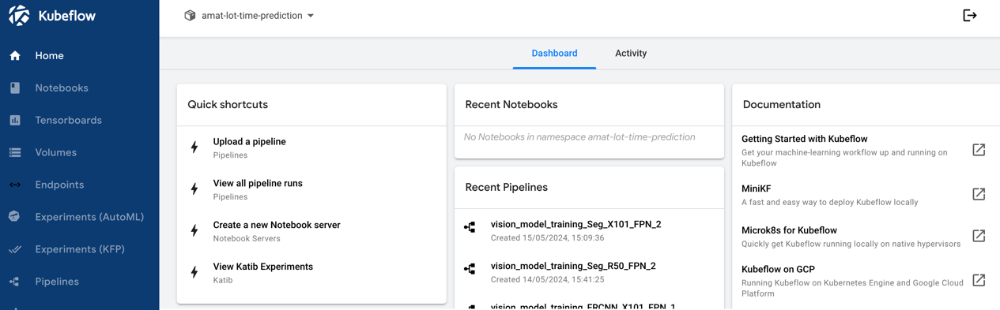 Kubeflow
amat-lot-time-prediction
Home
Notebooks
Tensorboards
Volumes
Endpoints
Experiments (AutoML)
Experiments (KFP)
Pipelines
Dashboard
Activity
Quick shortcuts
Upload a pipeline
Pipelines
View all pipeline runs
Pipelines
Create a new Notebook server
Notebook Servers
View Katib Experiments
Katib
Recent Notebooks
No Notebooks in namespace amat-lot-time-prediction
Recent Pipelines
vision_model_training_Seg_X101_FPN_2
Created 15/05/2024, 15:09:36
vision_model_training_Seg_R50_FPN_2
Created 14/05/2024, 15:41:25
vision_model_training_FRCNN_X101_FPN_1
Documentation
Getting Started with Kubeflow
Get your machine-learning workflow up and running on
Kubeflow
MiniKF
A fast and easy way to deploy Kubeflow locally
Microk8s for Kubeflow
Quickly get Kubeflow running locally on native hypervisors
Kubeflow on GCP
Running Kubeflow on Kubernetes Engine and Google Cloud
Platform